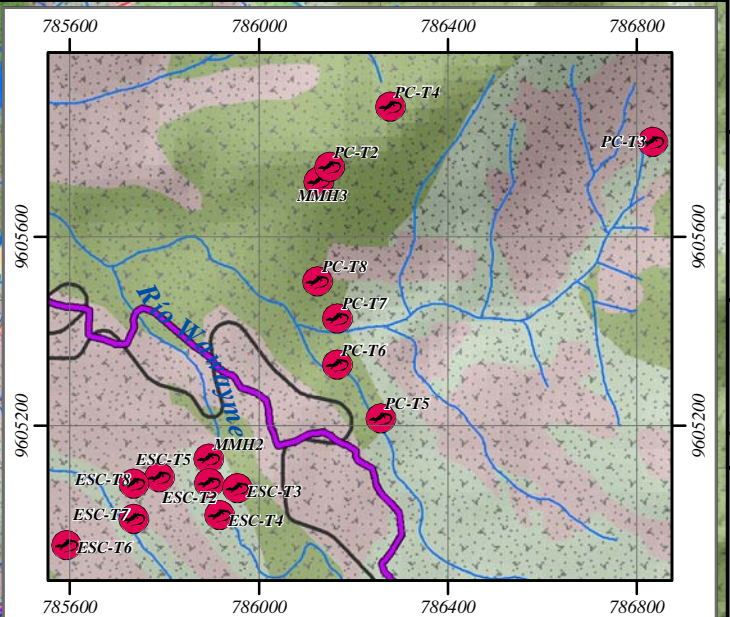 785600 786000 786400 786800
PC-T4
PC-T3
PC-T2
MMH3
9605600 9605600
PC-T8
Río Wawayme
PC-T7
PC-T6
PC-T5
9605200 9605200
MMH2
ESC-T5
ESC-T8
ESC-T2
ESC-T3
ESC-T7
ESC-T4
ESC-T6
785600 786000 786400 786800